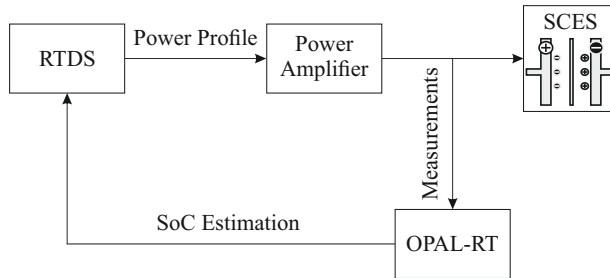 SCES
Power Profile
RTDS
Power
Amplifier
Measurements
SoC Estimation
OPAL-RT